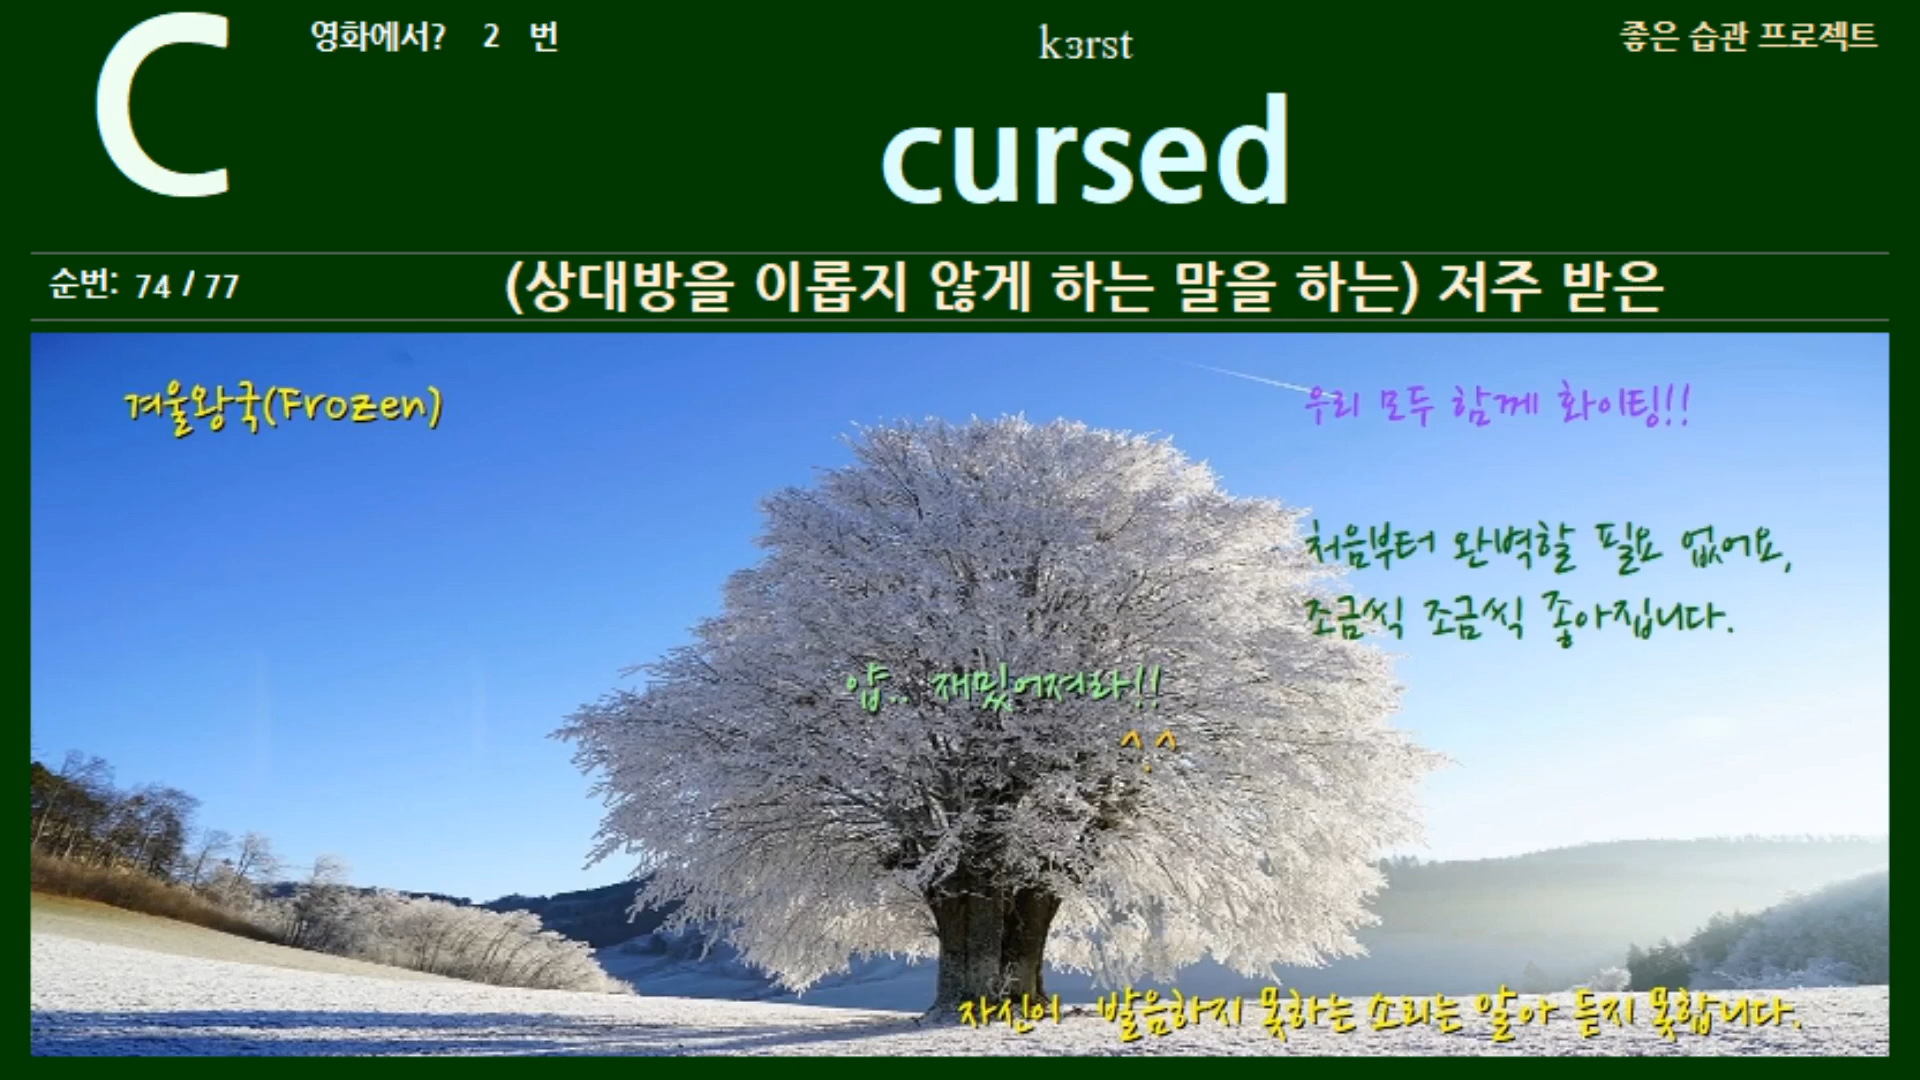 C
영화에서? 2 번
kɜrst
좋은 습관 프로젝트
cursed
순번: 74 / 77
(상대방을 이롭지 않게 하는 말을 하는) 저주 받은
겨울왕국(Frozen)
우리 모두 함께 화이팅!!
처음부터 완벽할 필요 없어요,
조금씩 조금씩 좋아집니다.
얍.. 재밌어져라!!
^ ^
자신이 발음하지 못하는 소리는 알아 듣지 못합니다.